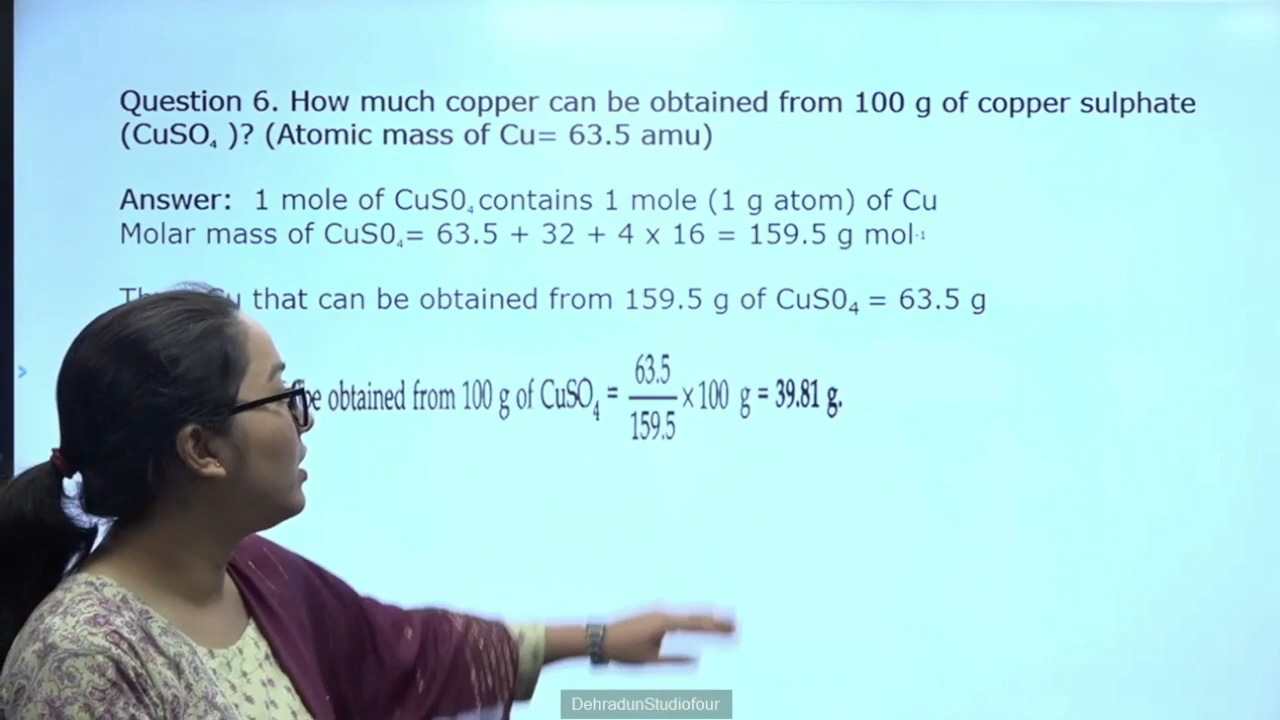 Question 6. How much copper can be obtained from 100 g of copper sulphate
(CuSO₄ )? (Atomic mass of Cu= 63.5 amu)
Answer: 1 mole of CuS0₄ contains 1 mole (1 g atom) of Cu
Molar mass of CuS0₄= 63.5 + 32 + 4 x 16 = 159.5 g mol⁻¹
that can be obtained from 159.5 g of CuS0₄ = 63.5 g
be obtained from 100 g of CuSO₄ = 63.5/159.5 × 100 g = 39.81 g.
DehradunStudiofour